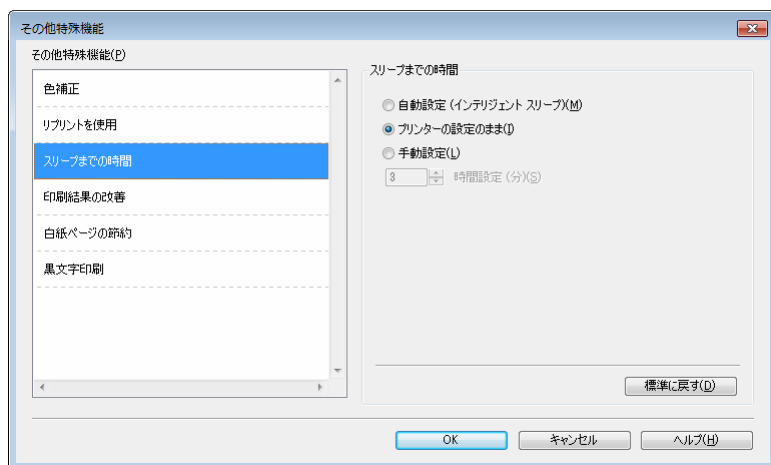 その他特殊機能
その他特殊機能(P)
色補正
リプリントを使用
スリープまでの時間
印刷結果の改善
白紙ページの節約
黒文字印刷
スリープまでの時間
自動設定 (インテリジェント スリープ)(M)
プリンターの設定のまま(I)
手動設定(L)
3 時間設定 (分)(S)
標準に戻す(D)
OK キャンセル ヘルプ(H)